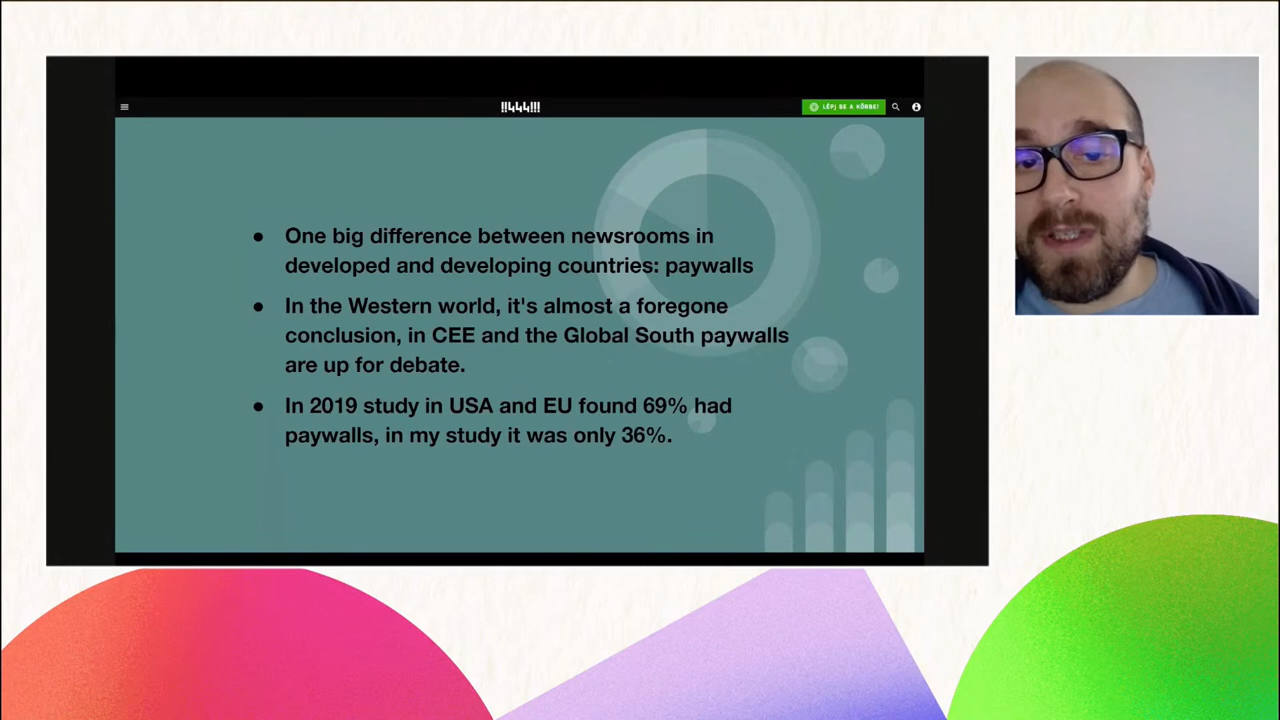 !!444!!!
LÉPJ BE A KÖRBE!
● One big difference between newsrooms in
developed and developing countries: paywalls
● In the Western world, it's almost a foregone
conclusion, in CEE and the Global South paywalls
are up for debate.
● In 2019 study in USA and EU found 69% had
paywalls, in my study it was only 36%.